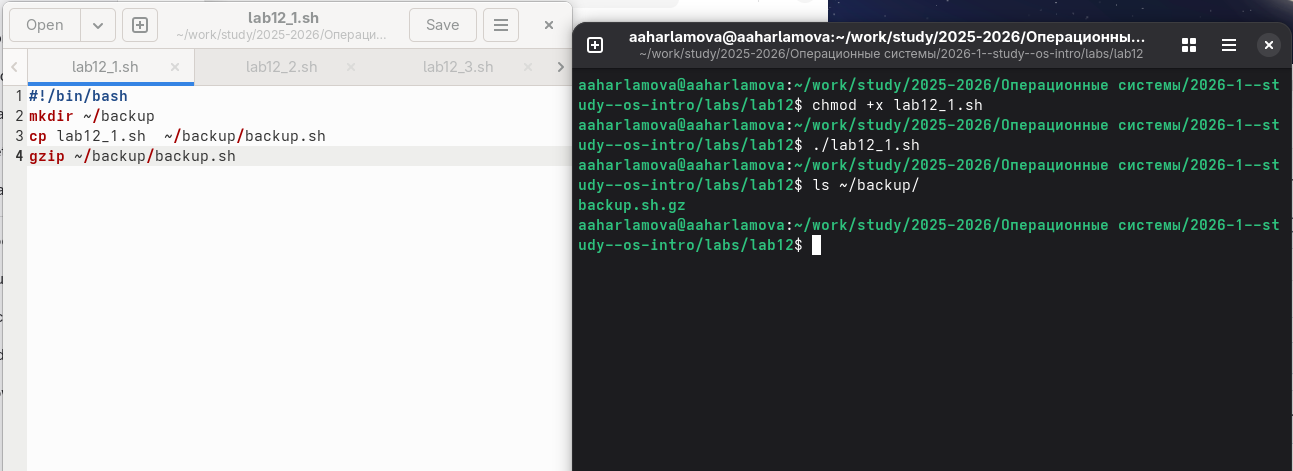 Open
lab12_1.sh
~/work/study/2025-2026/Операци...
Save
lab12_1.sh
lab12_2.sh
lab12_3.sh
1 #!/bin/bash
2 mkdir ~/backup
3 cp lab12_1.sh  ~/backup/backup.sh
4 gzip ~/backup/backup.sh
aaharlamova@aaharlamova:~/work/study/2025-2026/Операционны...
~/work/study/2025-2026/Операционные системы/2026-1--study--os-intro/labs/lab12
aaharlamova@aaharlamova:~/work/study/2025-2026/Операционные системы/2026-1--st
udy--os-intro/labs/lab12$ chmod +x lab12_1.sh
aaharlamova@aaharlamova:~/work/study/2025-2026/Операционные системы/2026-1--st
udy--os-intro/labs/lab12$ ./lab12_1.sh
aaharlamova@aaharlamova:~/work/study/2025-2026/Операционные системы/2026-1--st
udy--os-intro/labs/lab12$ ls ~/backup/
backup.sh.gz
aaharlamova@aaharlamova:~/work/study/2025-2026/Операционные системы/2026-1--st
udy--os-intro/labs/lab12$